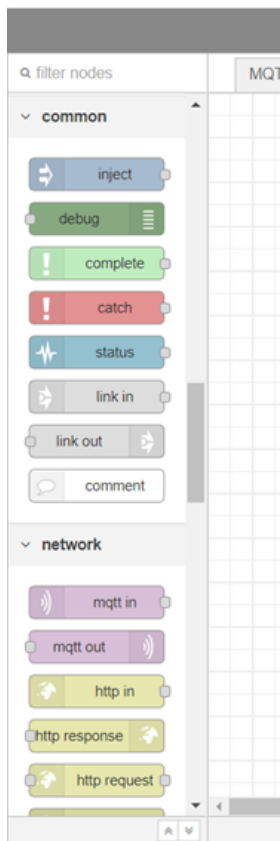 filter nodes
MQT
common
inject
debug
complete
catch
status
link in
link out
comment
network
mqtt in
mqtt out
http in
http response
http request